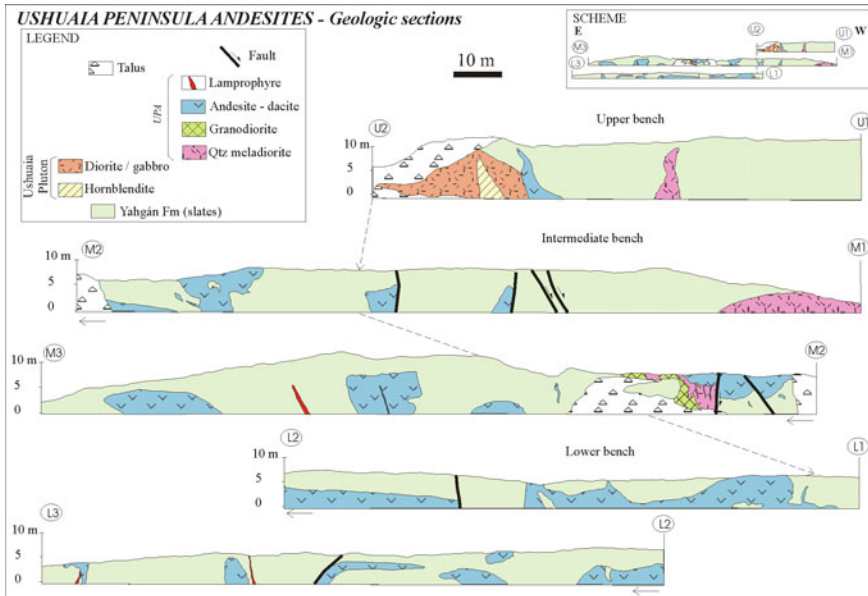 USHUAIA PENINSULA ANDESITES - Geologic sections
LEGEND
Talus
Fault
UPA
Lamprophyre
Andesite - dacite
Granodiorite
Qtz meladiorite
Ushuaia Pluton
Diorite / gabbro
Hornblendite
Yahgán Fm (slates)
10 m
SCHEME
E W
U2 U1
M3 M1
L3 L1
U2 Upper bench U1
10 m
5
0
M2 Intermediate bench M1
10 m
5
0
M3 M2
10 m
5
0
L2 Lower bench L1
10 m
5
0
L3 L2
10 m
5
0